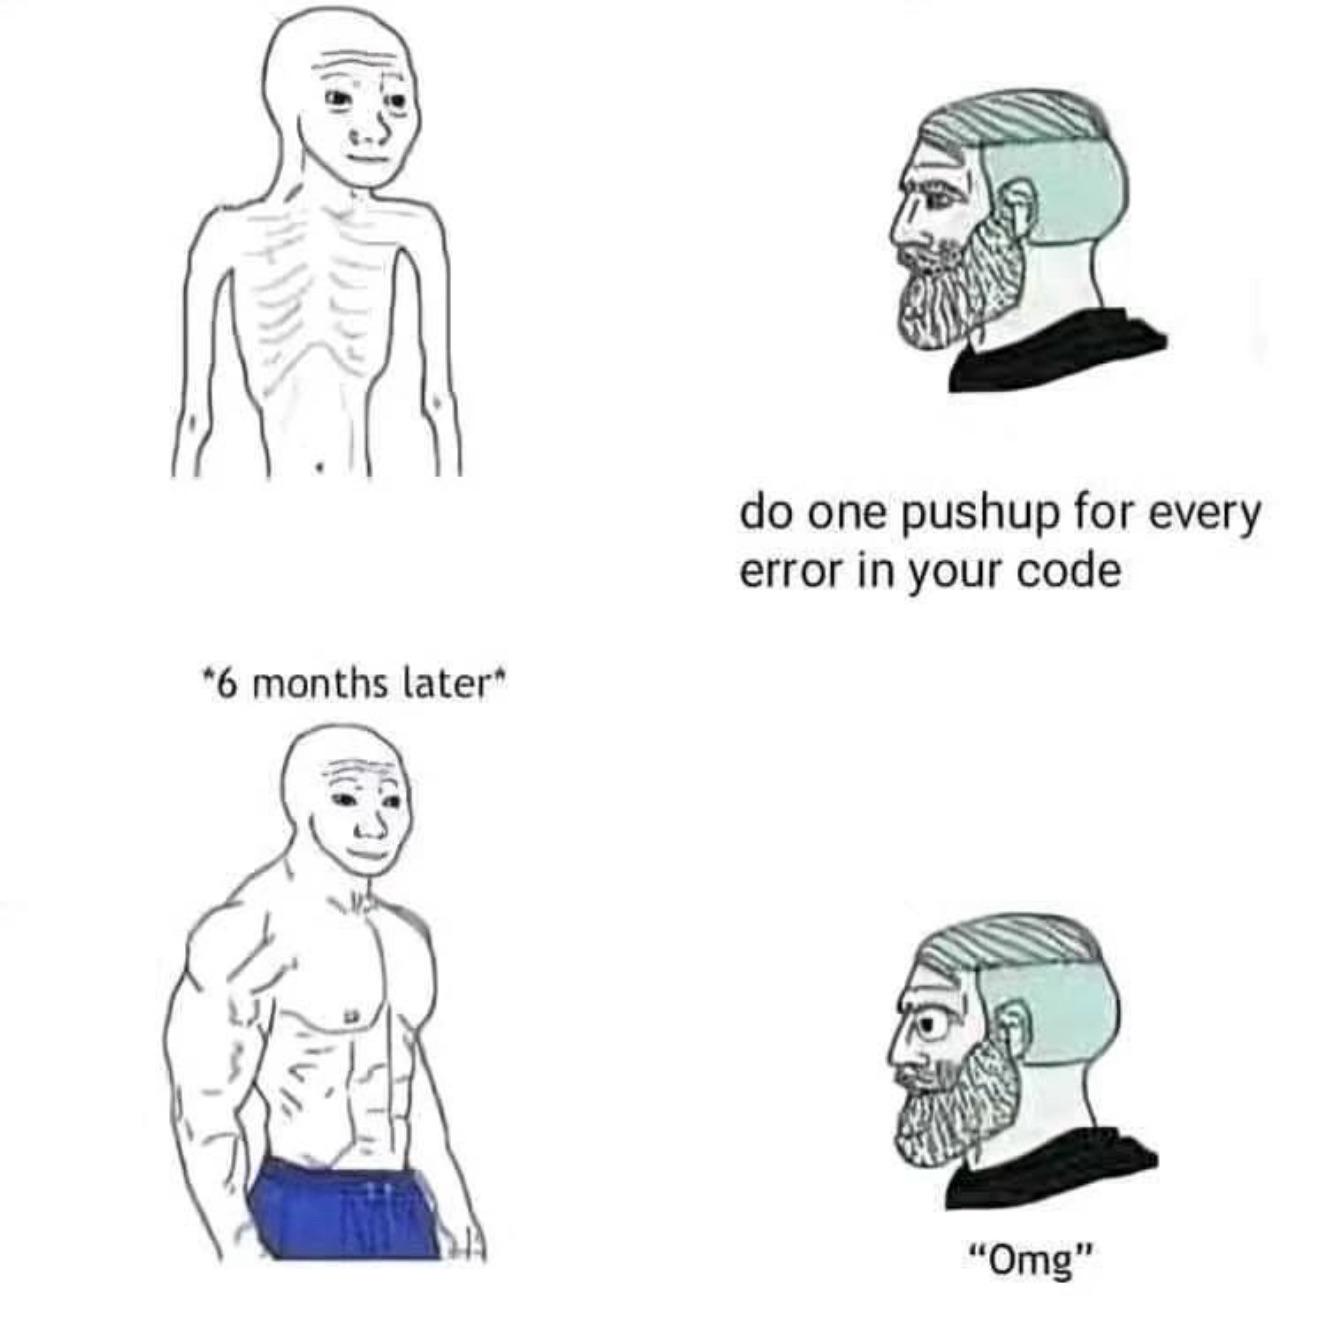 do one pushup for every
error in your code
*6 months later*
“Omg”